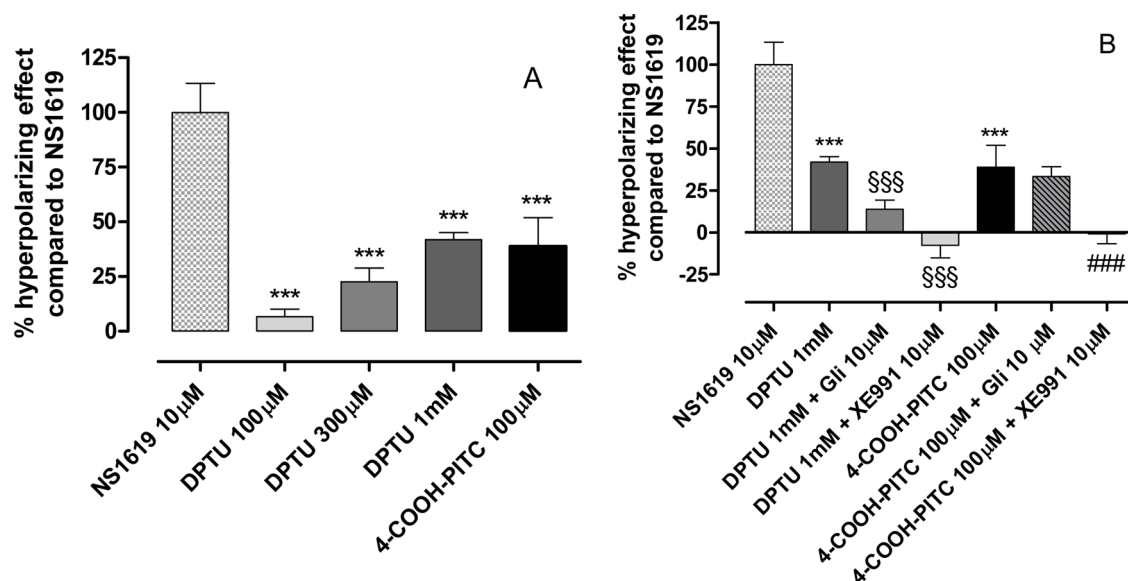 A
% hyperpolarizing effect
compared to NS1619
125
100
75
50
25
0
***
***
***
***
NS1619 10μM
DPTU 100μM
DPTU 300μM
DPTU 1mM
4-COOH-PITC 100μM
B
% hyperpolarizing effect
compared to NS1619
125
100
75
50
25
0
-25
***
§§§
§§§
***
###
NS1619 10μM
DPTU 1mM
DPTU 1mM + Gli 10μM
DPTU 1mM + XE991 10μM
4-COOH-PITC 100μM
4-COOH-PITC 100μM + Gli 10 μM
4-COOH-PITC 100μM + XE991 10μM